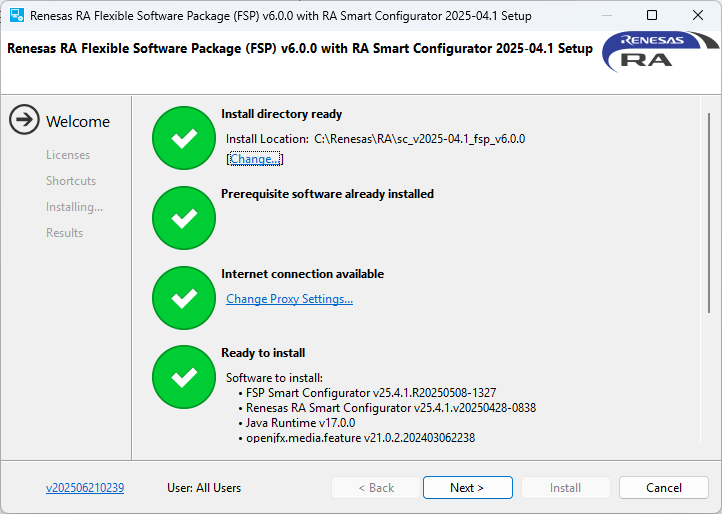 Renesas RA Flexible Software Package (FSP) v6.0.0 with RA Smart Configurator 2025-04.1 Setup
Renesas RA Flexible Software Package (FSP) v6.0.0 with RA Smart Configurator 2025-04.1 Setup
RENESAS
RA
Welcome
Licenses
Shortcuts
Installing...
Results
Install directory ready
Install Location: C:\Renesas\RA\sc_v2025-04.1_fsp_v6.0.0
[Change...]
Prerequisite software already installed
Internet connection available
Change Proxy Settings...
Ready to install
Software to install:
• FSP Smart Configurator v25.4.1.R20250508-1327
• Renesas RA Smart Configurator v25.4.1.v20250428-0838
• Java Runtime v17.0.0
• openjfx.media.feature v21.0.2.202403062238
v202506210239
User: All Users
< Back
Next >
Install
Cancel